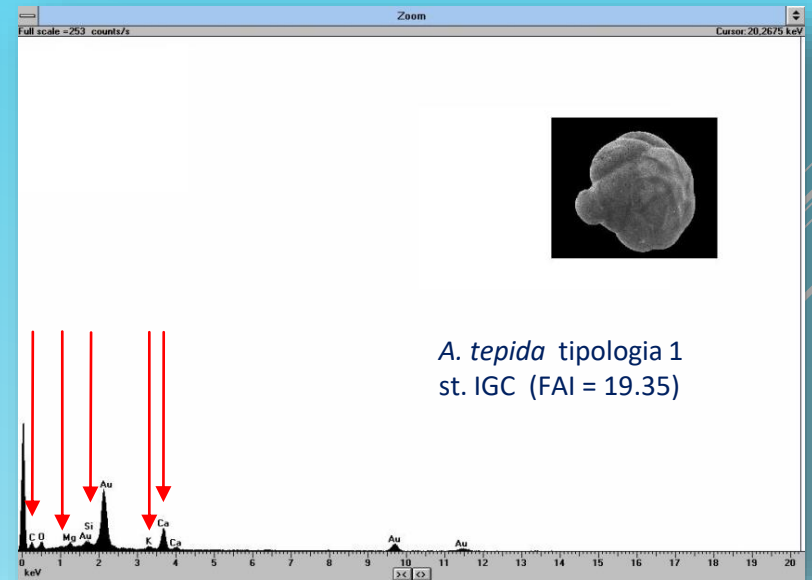 Zoom
Full scale =253 counts/s Cursor: 20,2675 keV
A. tepida tipologia 1
st. IGC (FAI = 19.35)
Au
Si
Ca
C O Mg Au K Ca Au Au
0 1 2 3 4 5 6 7 8 9 10 11 12 13 14 15 16 17 18 19 20
keV
>< <>